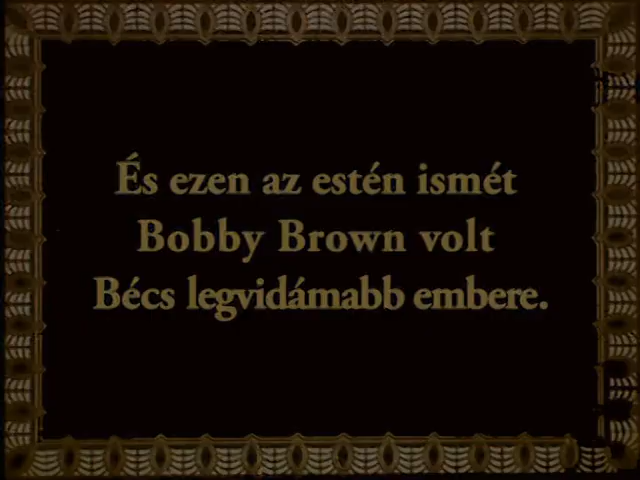 És ezen az estén ismét
Bobby Brown volt
Bécs legvidámabb embere.